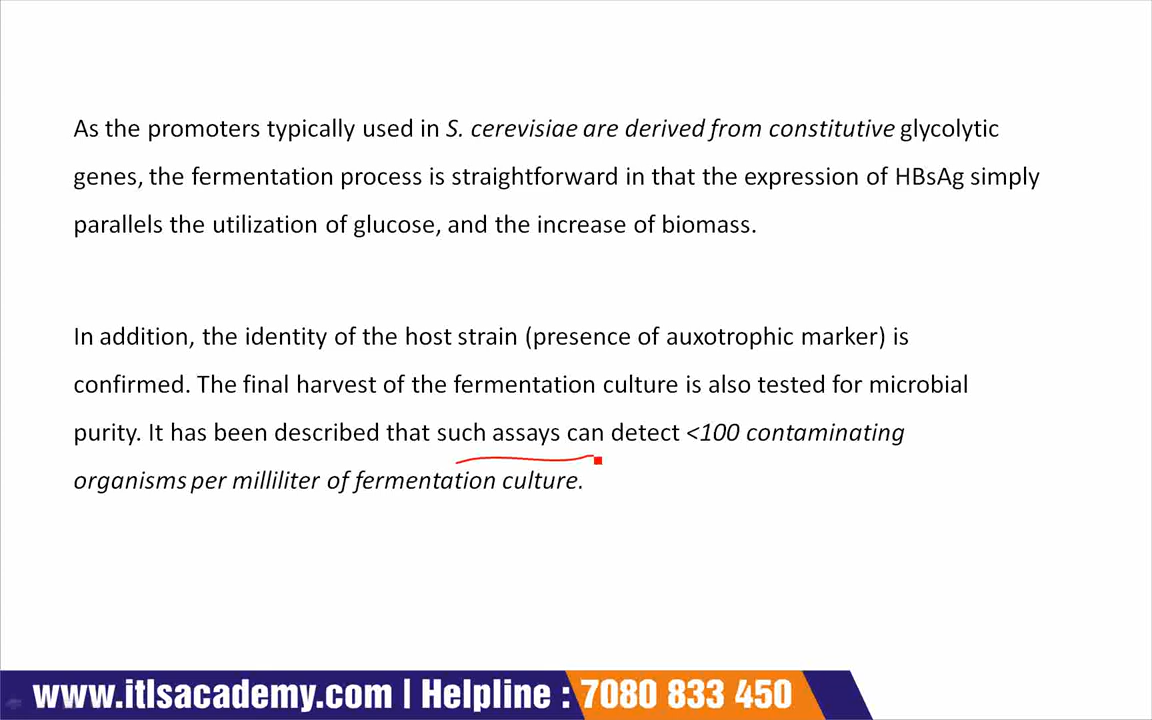 As the promoters typically used in S. cerevisiae are derived from constitutive glycolytic
genes, the fermentation process is straightforward in that the expression of HBsAg simply
parallels the utilization of glucose, and the increase of biomass.
In addition, the identity of the host strain (presence of auxotrophic marker) is
confirmed. The final harvest of the fermentation culture is also tested for microbial
purity. It has been described that such assays can detect <100 contaminating
organisms per milliliter of fermentation culture.
www.itlsacademy.com | Helpline : 7080 833 450